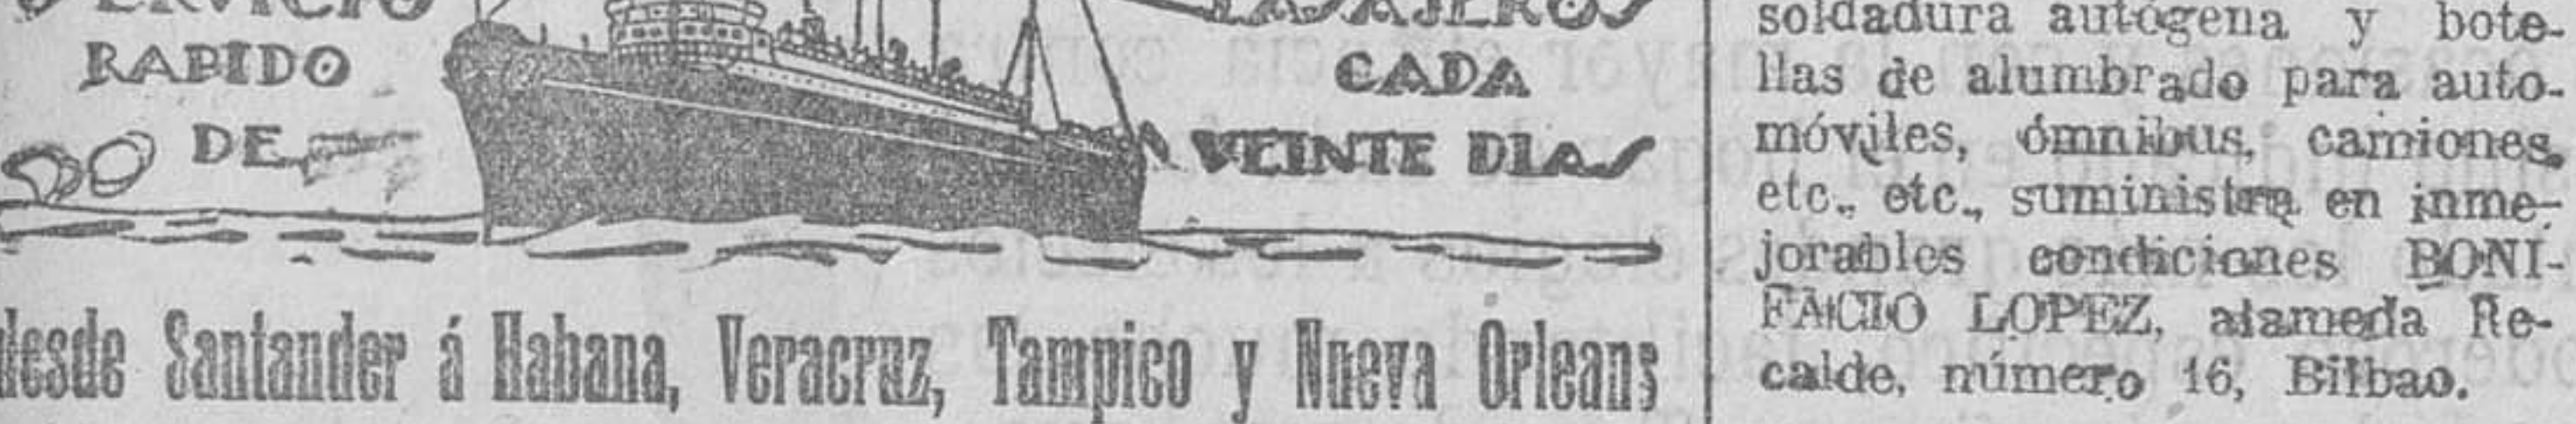 SERVICIO
RAPIDO
DE
PASAJEROS
CADA
VEINTE DIAS
desde Santander á Habana, Veracruz, Tampico y Nueva Orleans
soldadura autógena y bote-
llas de alumbrado para auto-
móviles, ómnibus, camiones,
etc., etc., suministra en inme-
jorables condiciones BONI-
FACIO LOPEZ, alameda Re-
calde, número 16, Bilbao.